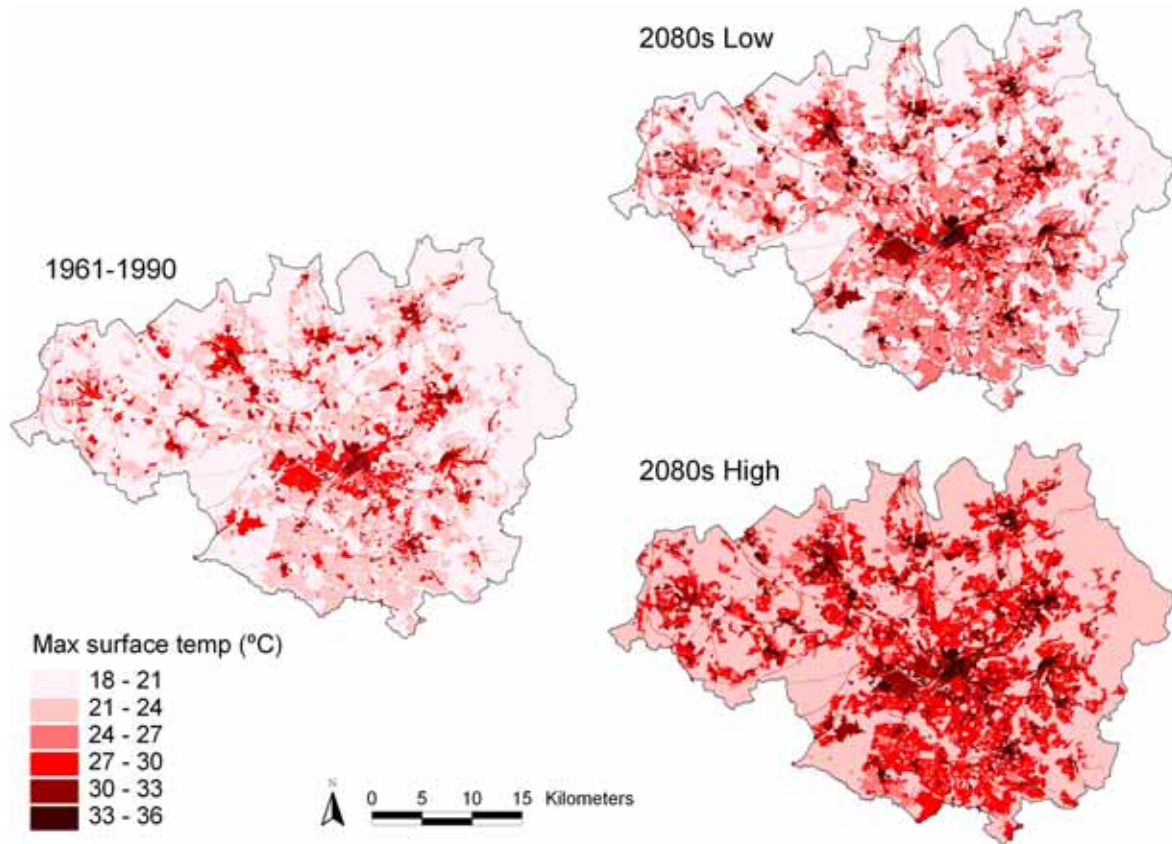 2080s Low
1961-1990
2080s High
Max surface temp (ºC)
18 - 21
21 - 24
24 - 27
27 - 30
30 - 33
33 - 36
N
0 5 10 15 Kilometers